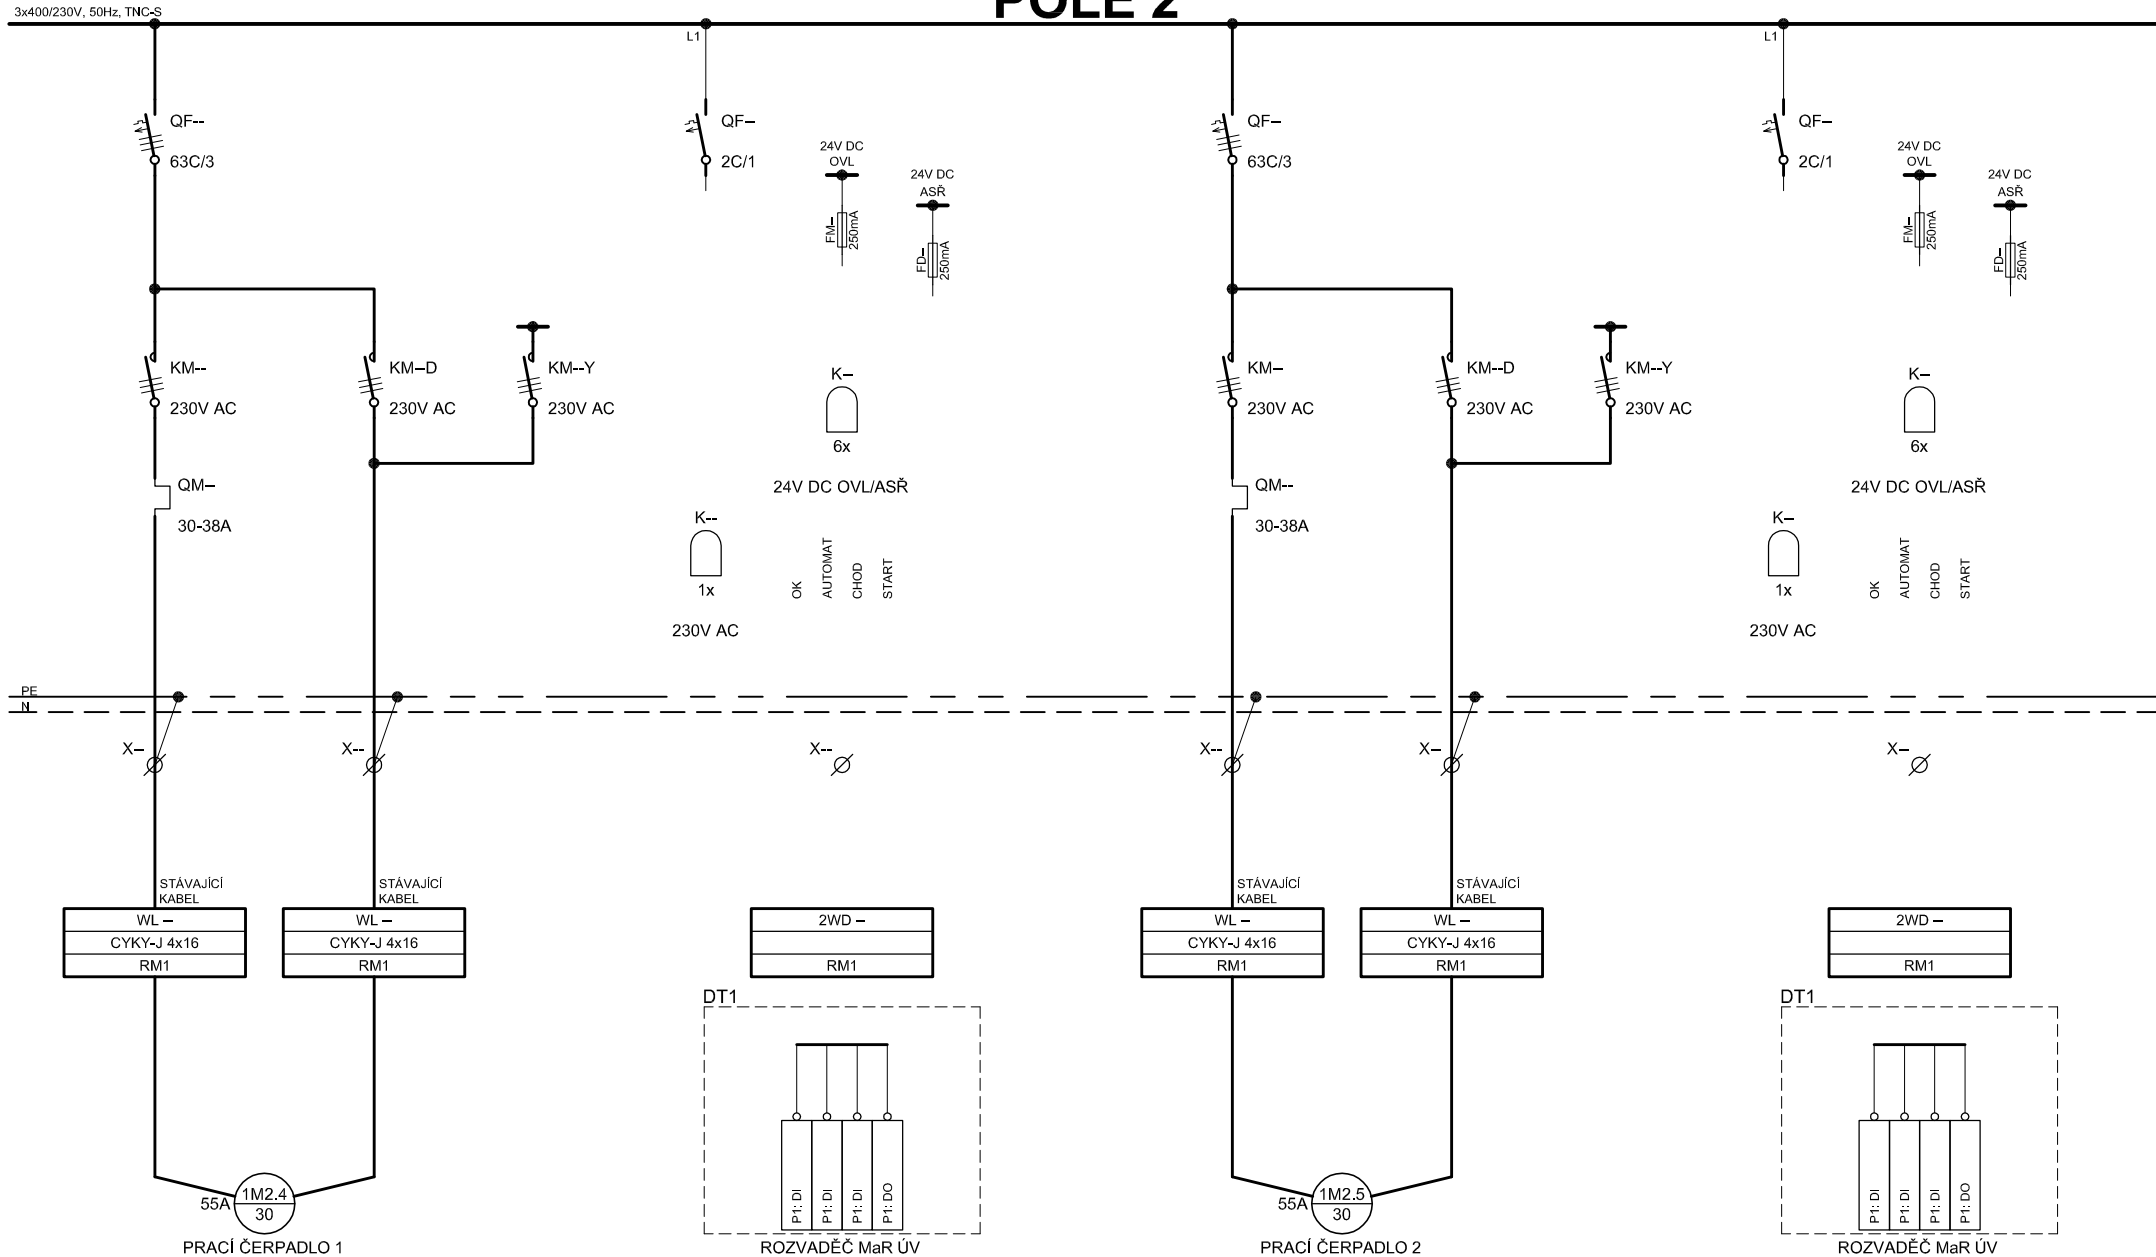 POLE 2
3x400/230V, 50Hz, TNC-S
L1
L1
QF--
63C/3
QF–
2C/1
24V DC
OVL
FM–
250mA
24V DC
ASŘ
FD–
250mA
QF–
63C/3
QF–
2C/1
24V DC
OVL
FM–
250mA
24V DC
ASŘ
FD–
250mA
KM--
230V AC
KM–D
230V AC
KM--Y
230V AC
K–
6x
24V DC OVL/ASŘ
KM–
230V AC
KM--D
230V AC
KM--Y
230V AC
K–
6x
24V DC OVL/ASŘ
QM–
30-38A
K--
1x
230V AC
OK
AUTOMAT
CHOD
START
QM--
30-38A
K–
1x
230V AC
OK
AUTOMAT
CHOD
START
PE
N
X–
X--
X--
X--
X–
X–
STÁVAJÍCÍ
KABEL
WL –
CYKY-J 4x16
RM1
STÁVAJÍCÍ
KABEL
WL –
CYKY-J 4x16
RM1
2WD –
RM1
STÁVAJÍCÍ
KABEL
WL –
CYKY-J 4x16
RM1
STÁVAJÍCÍ
KABEL
WL –
CYKY-J 4x16
RM1
2WD –
RM1
55A
1M2.4
30
PRACÍ ČERPADLO 1
DT1
P1: DI
P1: DI
P1: DI
P1: DO
ROZVADĚČ MaR ÚV
55A
1M2.5
30
PRACÍ ČERPADLO 2
DT1
P1: DI
P1: DI
P1: DI
P1: DO
ROZVADĚČ MaR ÚV